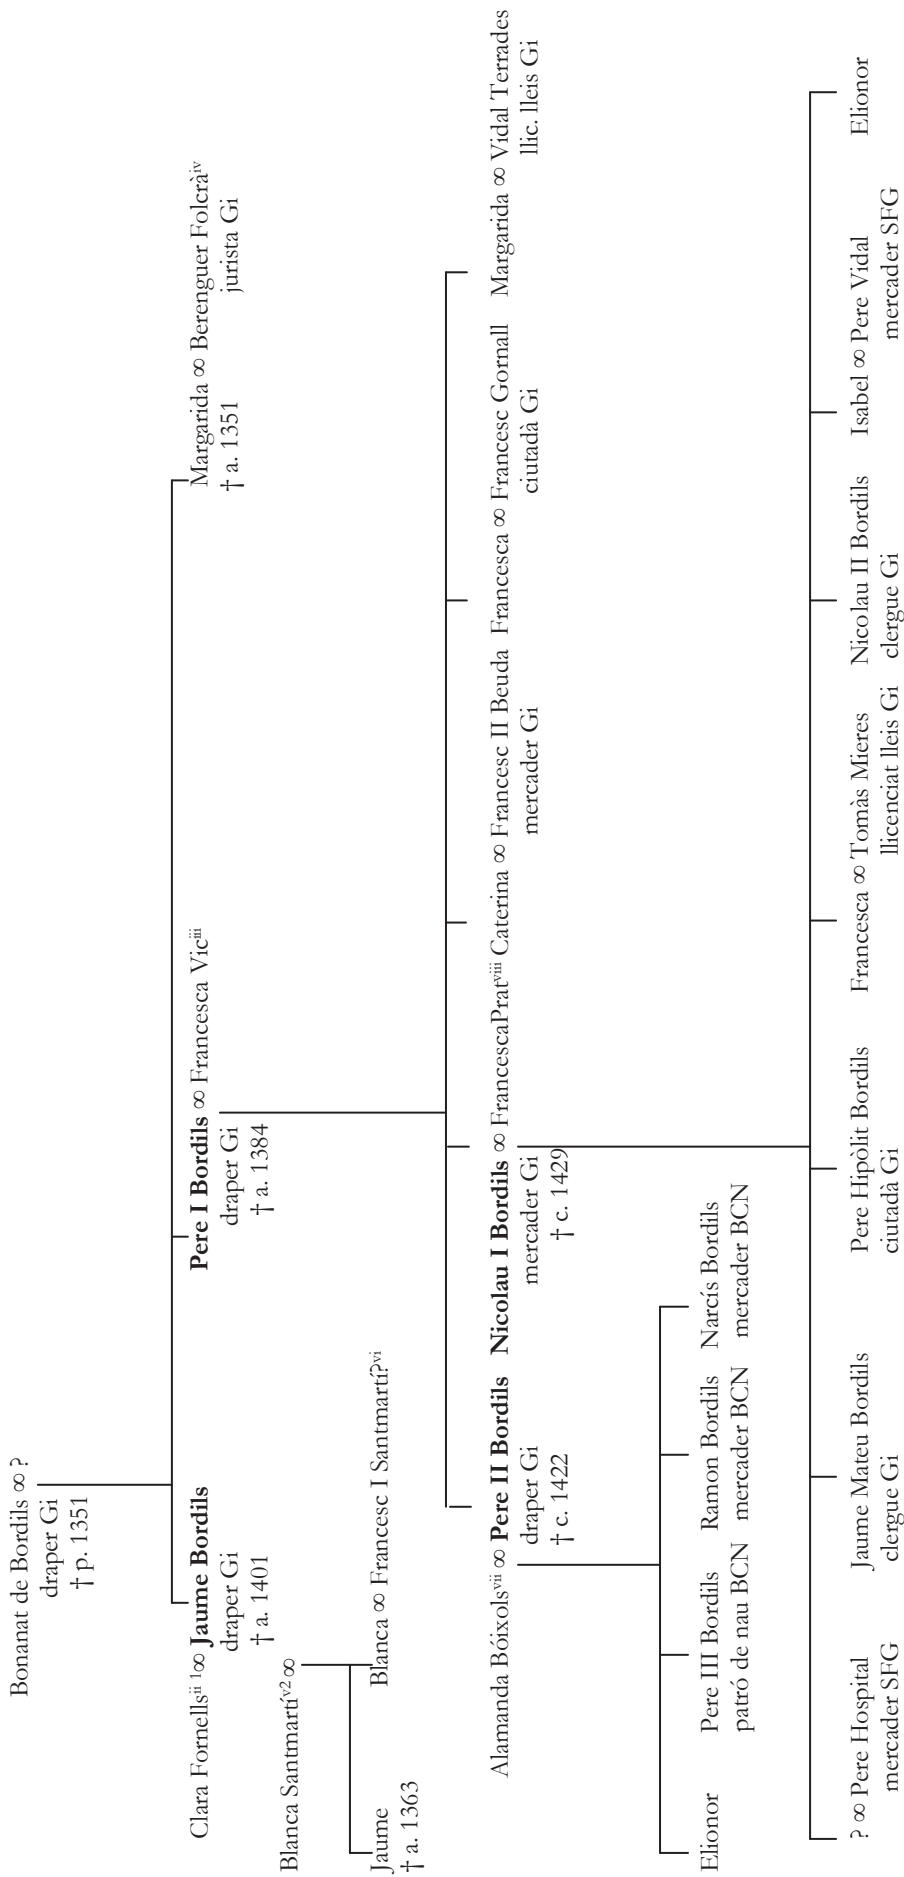 Bonanat de Bordils ∞ ?
draper Gi
† p. 1351
Clara Fornellsⁱⁱ ¹∞ Jaume Bordils
draper Gi
† a. 1401
Pere I Bordils ∞ Francesca Vicⁱⁱⁱ
draper Gi
† a. 1384
Margarida ∞ Berenguer Folcràⁱᵛ
† a. 1351
jurista Gi
Blanca Santmartíᵛ ²∞
Jaume
† a. 1363
Blanca ∞ Francesc I Santmartí?ᵛⁱ
Alamanda Bóixolsᵛⁱⁱ ∞ Pere II Bordils
draper Gi
† c. 1422
Nicolau I Bordils ∞ FrancescaPratᵛⁱⁱⁱ
mercader Gi
† c. 1429
Caterina ∞ Francesc II Beuda
mercader Gi
Francesca ∞ Francesc Gornall
ciutadà Gi
Margarida ∞ Vidal Terrades
llic. lleis Gi
Elionor
Pere III Bordils
patró de nau BCN
Ramon Bordils
mercader BCN
Narcís Bordils
mercader BCN
? ∞ Pere Hospital
mercader SFG
Jaume Mateu Bordils
clergue Gi
Pere Hipòlit Bordils
ciutadà Gi
Francesca ∞ Tomàs Mieres
llicenciat lleis Gi
Nicolau II Bordils
clergue Gi
Isabel ∞ Pere Vidal
mercader SFG
Elionor